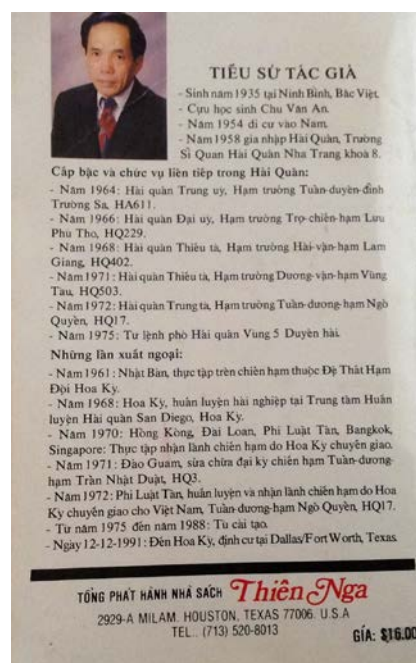 TIỂU SỬ TÁC GIẢ
- Sinh năm 1935 tại Ninh Bình, Bắc Việt.
- Cựu học sinh Chu Văn An.
- Năm 1954 di cư vào Nam.
- Năm 1958 gia nhập Hải Quân, Trường
Sĩ Quan Hải Quân Nha Trang khoá 8.
Cấp bậc và chức vụ liên tiếp trong Hải Quân:
- Năm 1964: Hải quân Trung uý, Hạm trưởng Tuần-duyên-đỉnh
Trường Sa, HA611.
- Năm 1966: Hải quân Đại uý, Hạm trưởng Trợ-chiến-hạm Lưu
Phú Thọ, HQ229.
- Năm 1968: Hải quân Thiếu tá, Hạm trưởng Hải-vận-hạm Lam
Giang, HQ402.
- Năm 1971: Hải quân Thiếu tá, Hạm trưởng Dương-vận-hạm Vũng
Tàu, HQ503.
- Năm 1972: Hải quân Trung tá, Hạm trưởng Tuần-dương-hạm Ngô
Quyền, HQ17.
- Năm 1975: Tư lệnh phó Hải quân Vùng 5 Duyên hải.
Những lần xuất ngoại:
- Năm 1961: Nhật Bản, thực tập trên chiến hạm thuộc Đệ Thất Hạm
Đội Hoa Kỳ.
- Năm 1968: Hoa Kỳ, huấn luyện hải nghiệp tại Trung tâm Huấn
luyện Hải quân San Diego, Hoa Kỳ.
- Năm 1970: Hồng Kông, Đài Loan, Phi Luật Tân, Bangkok,
Singapore: Thực tập nhận lãnh chiến hạm do Hoa Kỳ chuyển giao.
- Năm 1971: Đảo Guam, sửa chữa đại kỳ chiến hạm Tuần-dương-
hạm Trần Nhật Duật, HQ3.
- Năm 1972: Phi Luật Tân, huấn luyện và nhận lãnh chiến hạm do Hoa
Kỳ chuyển giao cho Việt Nam, Tuần-dương-hạm Ngô Quyền, HQ17.
- Từ năm 1975 đến năm 1988: Tù cải tạo.
- Ngày 12-12-1991: Đến Hoa Kỳ, định cư tại Dallas/Fort Worth, Texas.
TỔNG PHÁT HÀNH NHÀ SÁCH Thiên Nga
2929-A MILAM. HOUSTON, TEXAS 77006. U.S.A
TEL.. (713) 520-8013
GÍA: $16.00